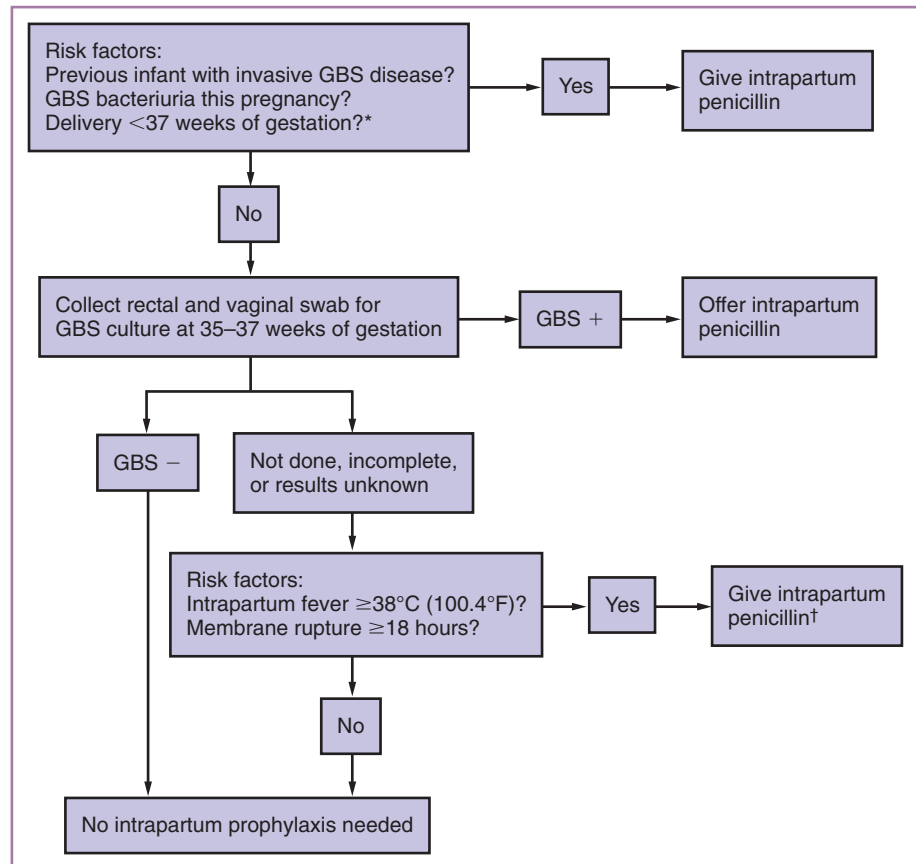 Risk factors:
Previous infant with invasive GBS disease?
GBS bacteriuria this pregnancy?
Delivery <37 weeks of gestation?*
Yes
Give intrapartum
penicillin
No
Collect rectal and vaginal swab for
GBS culture at 35–37 weeks of gestation
GBS +
Offer intrapartum
penicillin
GBS −
Not done, incomplete,
or results unknown
Risk factors:
Intrapartum fever ≥38°C (100.4°F)?
Membrane rupture ≥18 hours?
Yes
Give intrapartum
penicillin†
No
No intrapartum prophylaxis needed